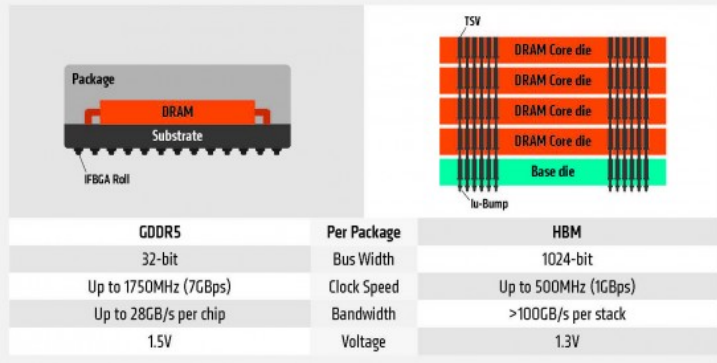 Package
DRAM
Substrate
IFBGA Roll
TSV
DRAM Core die
DRAM Core die
DRAM Core die
DRAM Core die
Base die
Iu-Bump
GDDR5 Per Package HBM
32-bit Bus Width 1024-bit
Up to 1750MHz (7GBps) Clock Speed Up to 500MHz (1GBps)
Up to 28GB/s per chip Bandwidth >100GB/s per stack
1.5V Voltage 1.3V